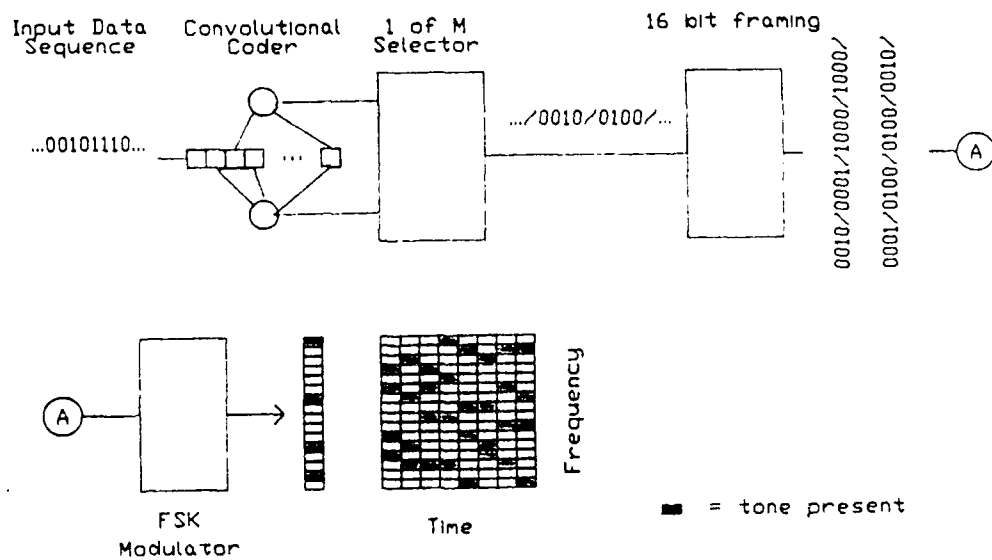 Input Data
Sequence
Convolutional
Coder
1 of M
Selector
16 bit framing
...00101110...
...
.../0010/0100/...
0010/0001/1000/1000/
0001/0100/0100/0010/
A
A
FSK
Modulator
Time
Frequency
= tone present